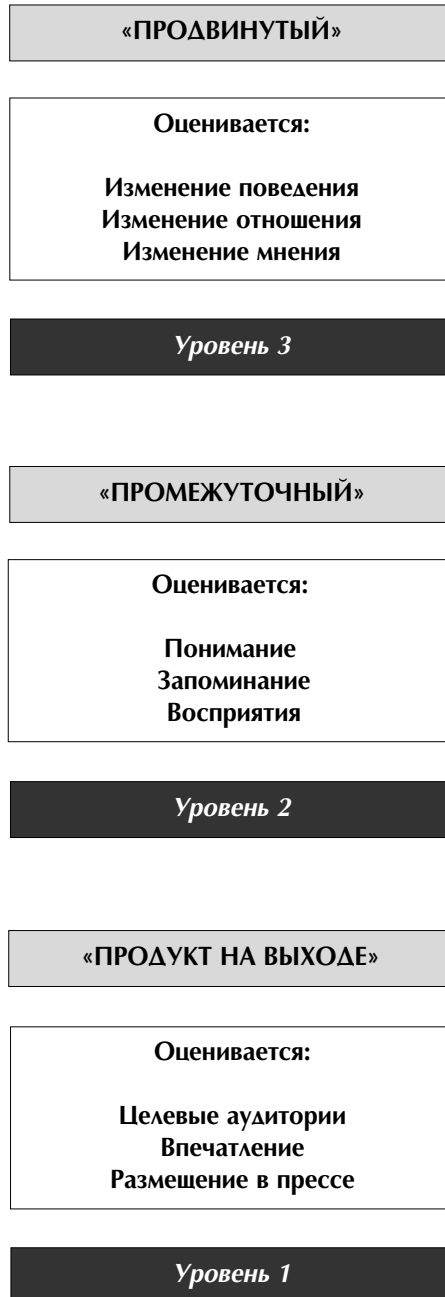 «ПРОДВИНУТЫЙ»
Оценивается:
Изменение поведения
Изменение отношения
Изменение мнения
Уровень 3
«ПРОМЕЖУТОЧНЫЙ»
Оценивается:
Понимание
Запоминание
Восприятия
Уровень 2
«ПРОДУКТ НА ВЫХОДЕ»
Оценивается:
Целевые аудитории
Впечатление
Размещение в прессе
Уровень 1